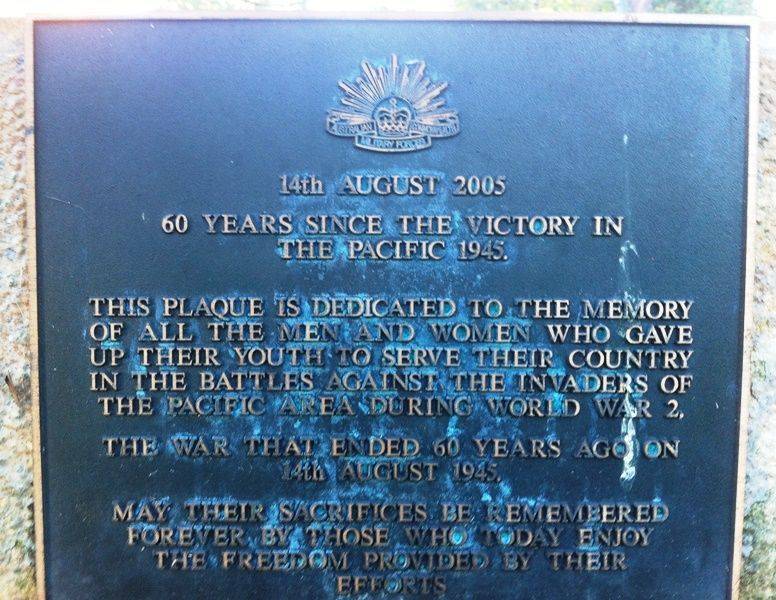 AUSTRALIAN COMMONWEALTH
MILITARY FORCES
14th AUGUST 2005
60 YEARS SINCE THE VICTORY IN
THE PACIFIC 1945.
THIS PLAQUE IS DEDICATED TO THE MEMORY
OF ALL THE MEN AND WOMEN WHO GAVE
UP THEIR YOUTH TO SERVE THEIR COUNTRY
IN THE BATTLES AGAINST THE INVADERS OF
THE PACIFIC AREA DURING WORLD WAR 2,
THE WAR THAT ENDED 60 YEARS AGO ON
14th AUGUST 1945.
MAY THEIR SACRIFICES BE REMEMBERED
FOREVER BY THOSE WHO TODAY ENJOY
THE FREEDOM PROVIDED BY THEIR
EFFORTS